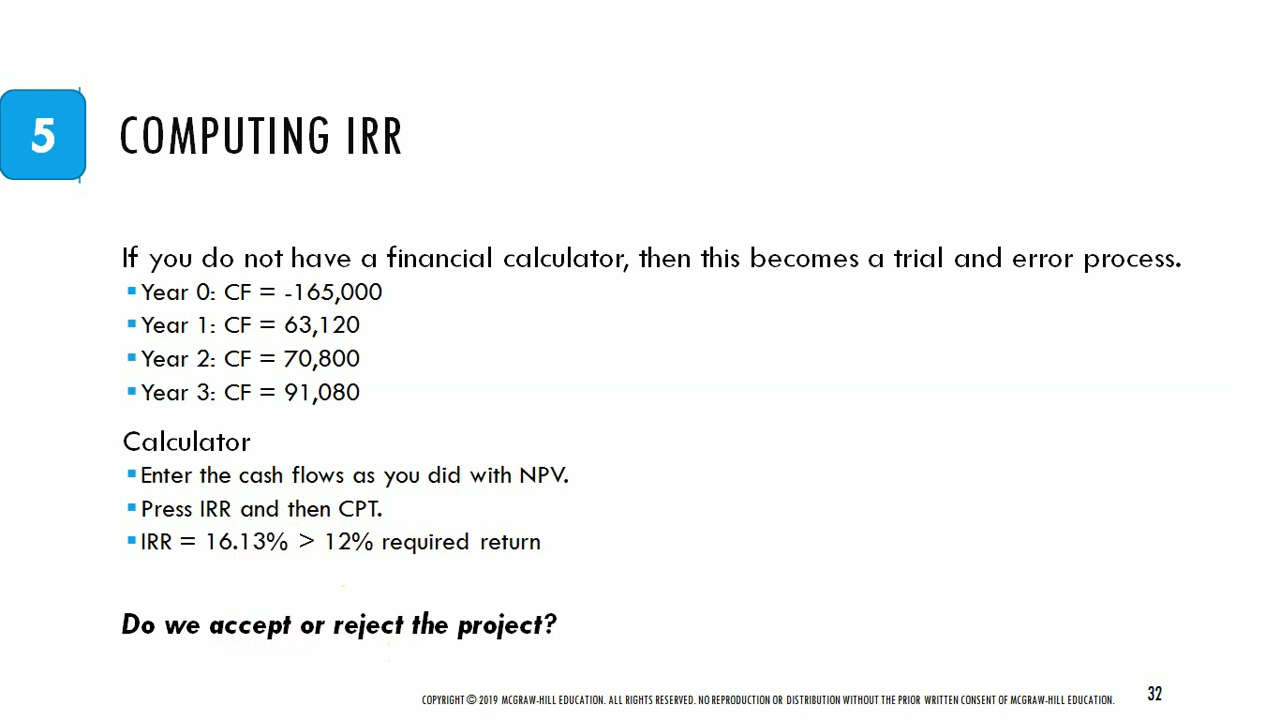 5
COMPUTING IRR
If you do not have a financial calculator, then this becomes a trial and error process.
Year 0: CF = -165,000
Year 1: CF = 63,120
Year 2: CF = 70,800
Year 3: CF = 91,080
Calculator
Enter the cash flows as you did with NPV.
Press IRR and then CPT.
IRR = 16.13% > 12% required return
Do we accept or reject the project?
COPYRIGHT © 2019 MCGRAW-HILL EDUCATION. ALL RIGHTS RESERVED. NO REPRODUCTION OR DISTRIBUTION WITHOUT THE PRIOR WRITTEN CONSENT OF MCGRAW-HILL EDUCATION.
32